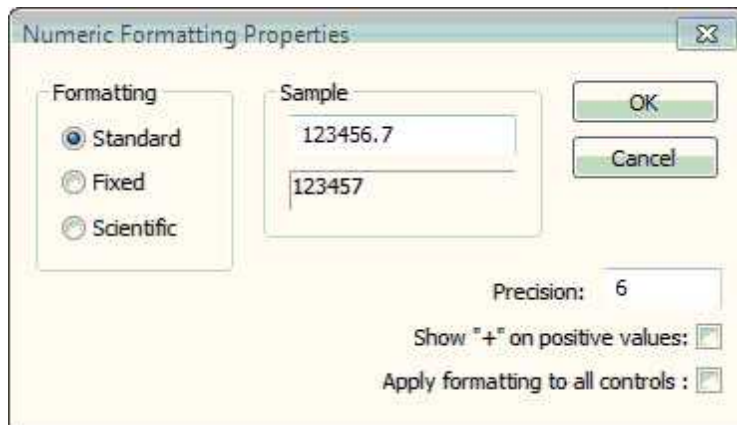 Numeric Formatting Properties
Formatting
Standard
Fixed
Scientific
Sample
123456.7
123457
OK
Cancel
Precision: 6
Show "+" on positive values:
Apply formatting to all controls :